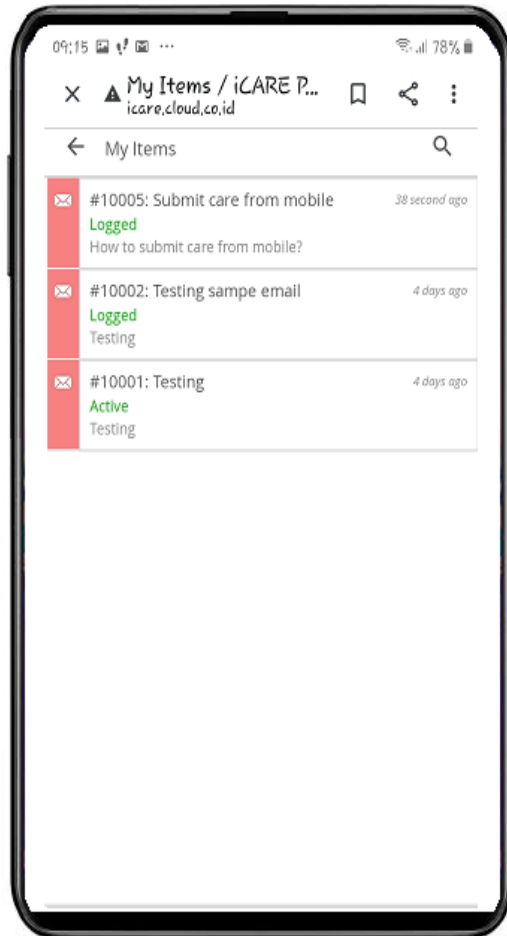 09:15 ... 78%
My Items / iCARE P...
icare.cloud.co.id
My Items
#10005: Submit care from mobile 38 second ago
Logged
How to submit care from mobile?
#10002: Testing sampe email 4 days ago
Logged
Testing
#10001: Testing 4 days ago
Active
Testing